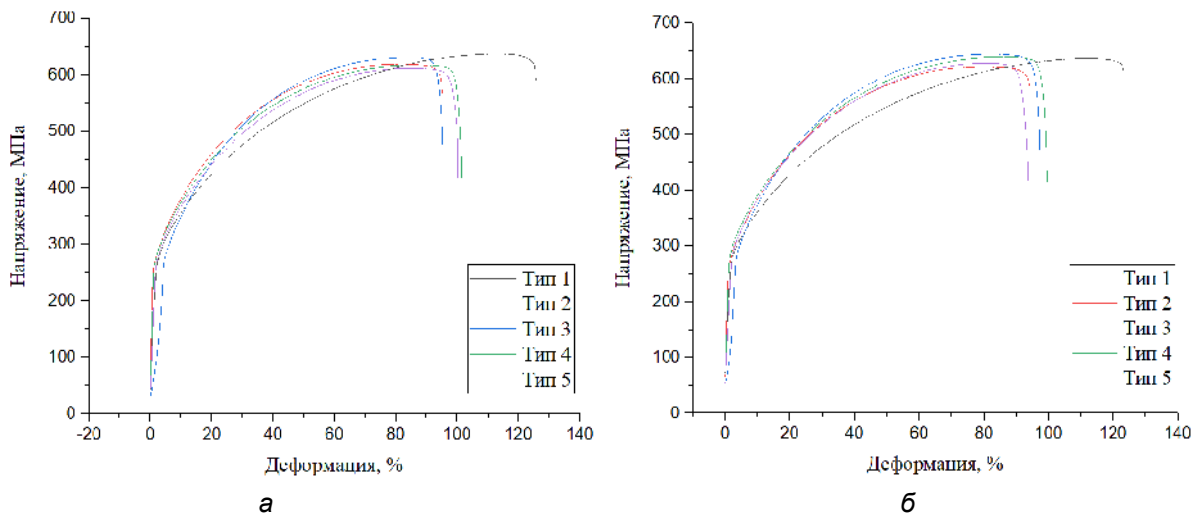 700
600
500
400
300
200
100
0
Напряжение, МПа
-20
0
20
40
60
80
100
120
140
Деформация, %
Тип 1
Тип 2
Тип 3
Тип 4
Тип 5
а
700
600
500
400
300
200
100
0
Напряжение, МПа
0
20
40
60
80
100
120
140
Деформация, %
Тип 1
Тип 2
Тип 3
Тип 4
Тип 5
б